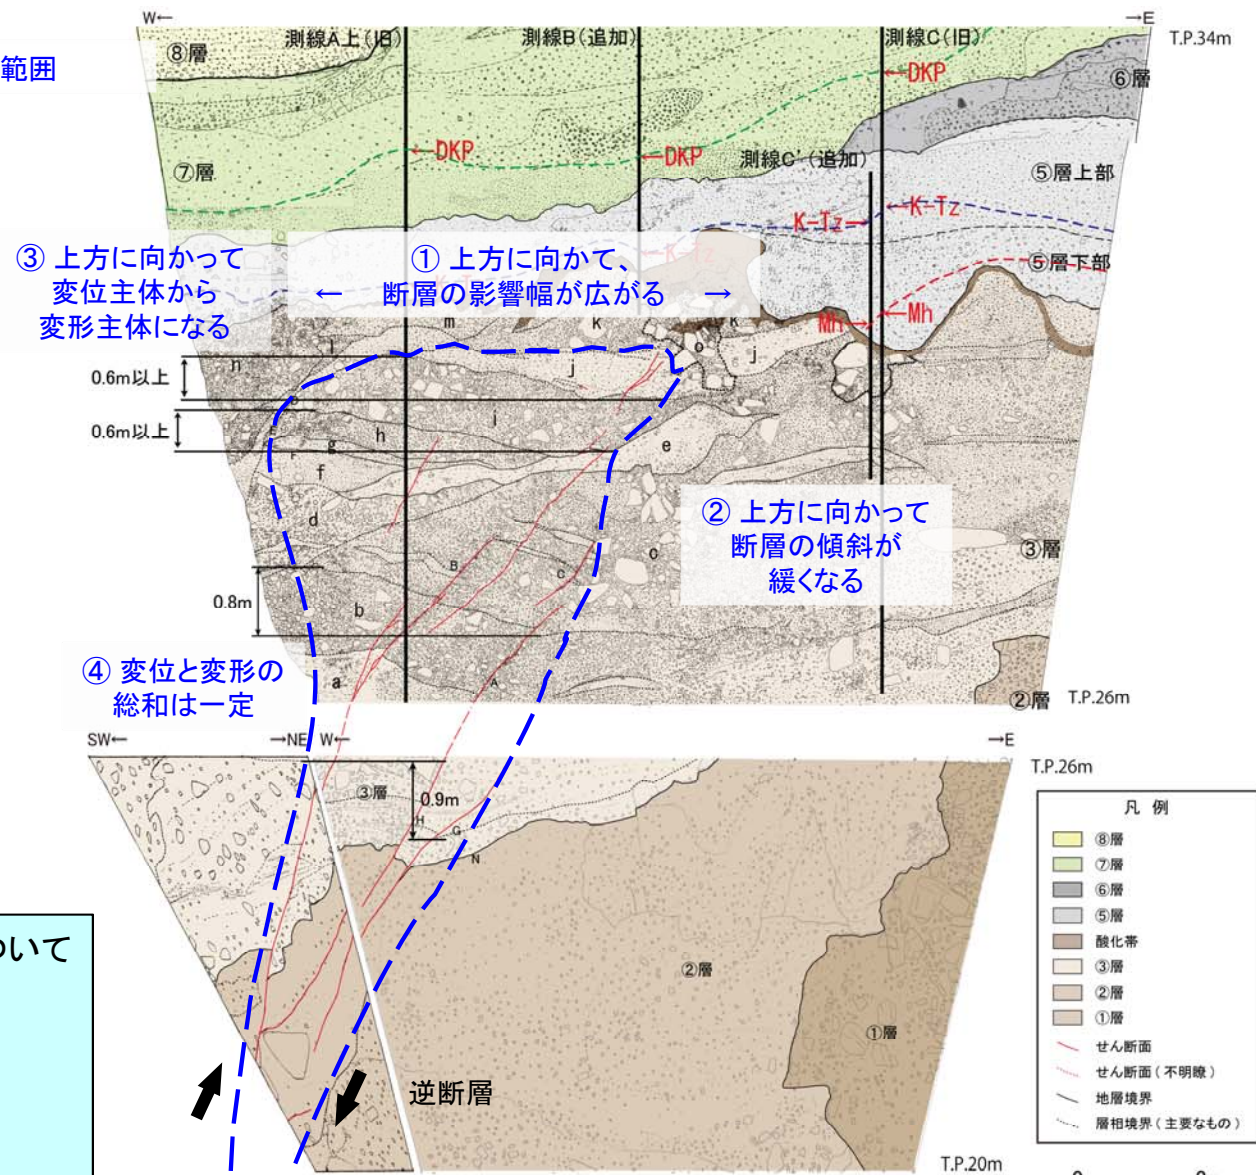 W←
→E
T.P.34m
範囲
⑧層
測線A上(旧)
測線B(追加)
測線C(旧)
←DKP
⑥層
←DKP
←DKP
測線C'(追加)
⑦層
⑤層上部
K-Tz→
←K-Tz
←K-Tz
⑤層下部
③ 上方に向かって
変位主体から
変形主体になる
① 上方に向かて、
← 断層の影響幅が広がる →
Mh→
←Mh
m
k
k
l
o
j
j
n
0.6m以上
i
0.6m以上
h
g
e
f
d
② 上方に向かって
断層の傾斜が
緩くなる
c
③層
B
C
0.8m
b
④ 変位と変形の
総和は一定
a
A
②層
T.P.26m
SW←
→NE
W←
→E
T.P.26m
③層
0.9m
H
G
N
②層
①層
逆断層
T.P.20m
ついて
凡 例
⑧層
⑦層
⑥層
⑤層
酸化帯
③層
②層
①層
せん断面
せん断面(不明瞭)
地層境界
層相境界(主要なもの)